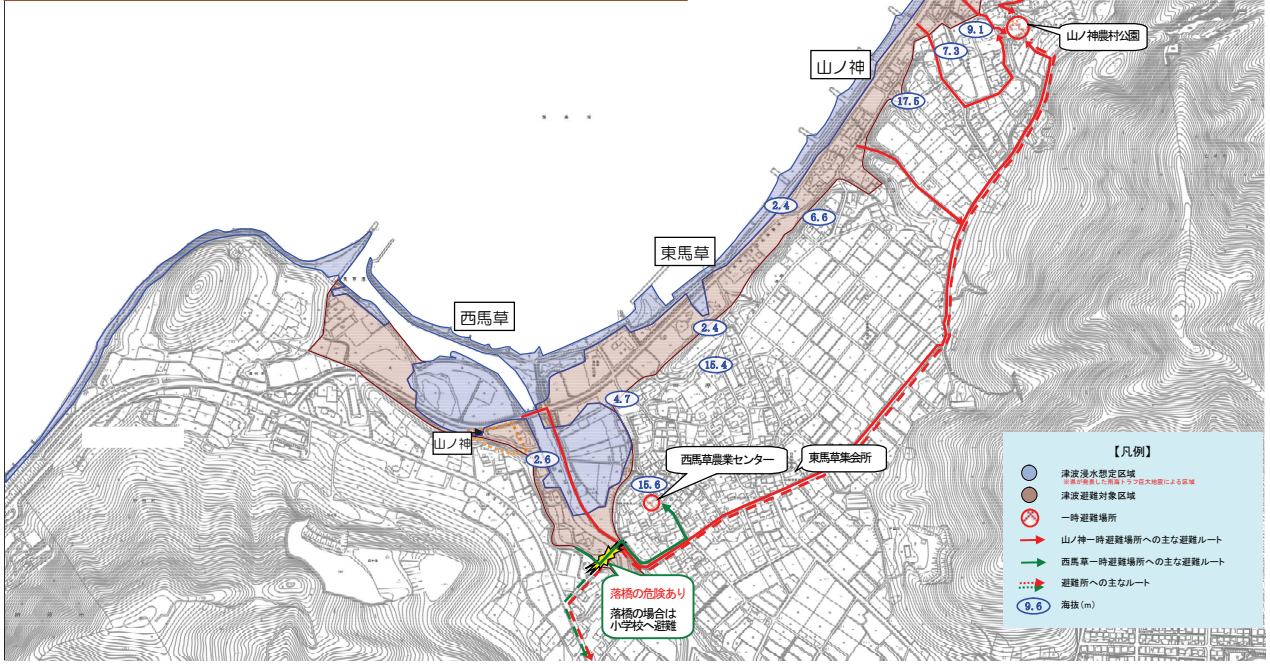 山ノ神農村公園
9.1
7.3
山ノ神
17.5
2.4
6.6
東馬草
西馬草
2.4
15.4
4.7
山ノ神
2.6
西馬草農業センター
東馬草集会所
15.6
落橋の危険あり
落橋の場合は
小学校へ避難
【凡例】
津波浸水想定区域
※県が発表した南海トラフ巨大地震による区域
津波避難対象区域
一時避難場所
山ノ神一時避難場所への主な避難ルート
西馬草一時避難場所への主な避難ルート
避難所への主なルート
9.6 海抜(m)